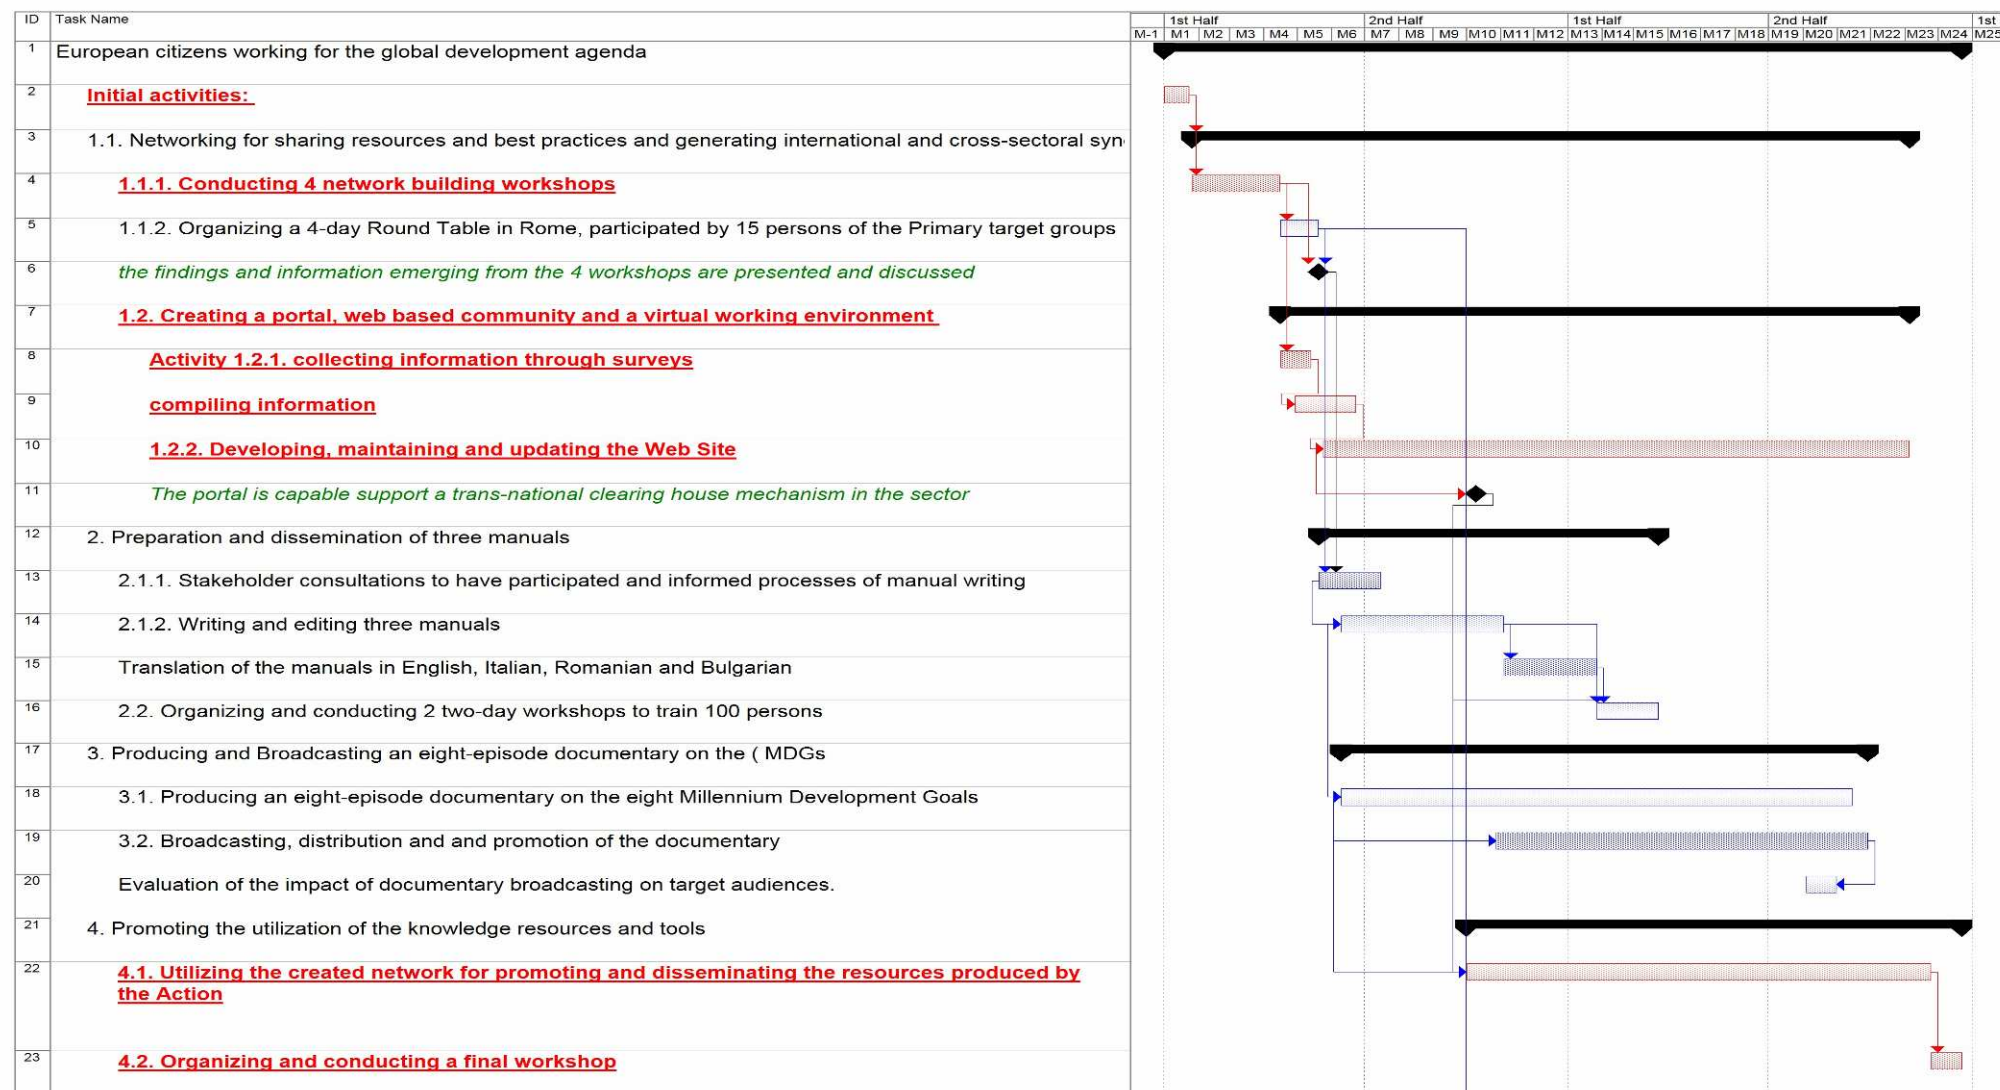 ID Task Name 1st Half 2nd Half 1st Half 2nd Half 1st
M-1 M1 M2 M3 M4 M5 M6 M7 M8 M9 M10 M11 M12 M13 M14 M15 M16 M17 M18 M19 M20 M21 M22 M23 M24 M25
1 European citizens working for the global development agenda
2 Initial activities:
3 1.1. Networking for sharing resources and best practices and generating international and cross-sectoral syn
4 1.1.1. Conducting 4 network building workshops
5 1.1.2. Organizing a 4-day Round Table in Rome, participated by 15 persons of the Primary target groups
6 the findings and information emerging from the 4 workshops are presented and discussed
7 1.2. Creating a portal, web based community and a virtual working environment
8 Activity 1.2.1. collecting information through surveys
9 compiling information
10 1.2.2. Developing, maintaining and updating the Web Site
11 The portal is capable support a trans-national clearing house mechanism in the sector
12 2. Preparation and dissemination of three manuals
13 2.1.1. Stakeholder consultations to have participated and informed processes of manual writing
14 2.1.2. Writing and editing three manuals
15 Translation of the manuals in English, Italian, Romanian and Bulgarian
16 2.2. Organizing and conducting 2 two-day workshops to train 100 persons
17 3. Producing and Broadcasting an eight-episode documentary on the ( MDGs
18 3.1. Producing an eight-episode documentary on the eight Millennium Development Goals
19 3.2. Broadcasting, distribution and and promotion of the documentary
20 Evaluation of the impact of documentary broadcasting on target audiences.
21 4. Promoting the utilization of the knowledge resources and tools
22 4.1. Utilizing the created network for promoting and disseminating the resources produced by
the Action
23 4.2. Organizing and conducting a final workshop